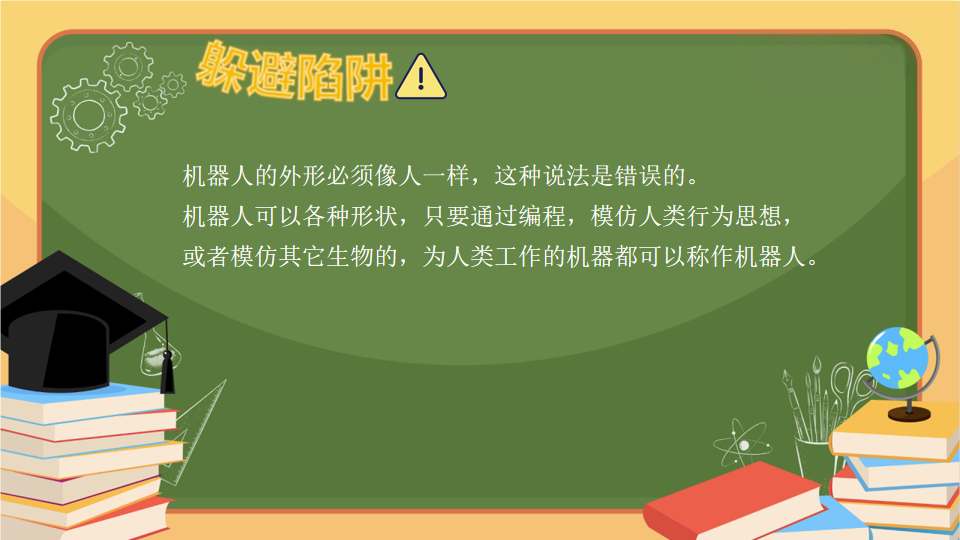 躲避陷阱
机器人的外形必须像人一样，这种说法是错误的。
机器人可以各种形状，只要通过编程，模仿人类行为思想，
或者模仿其它生物的，为人类工作的机器都可以称作机器人。